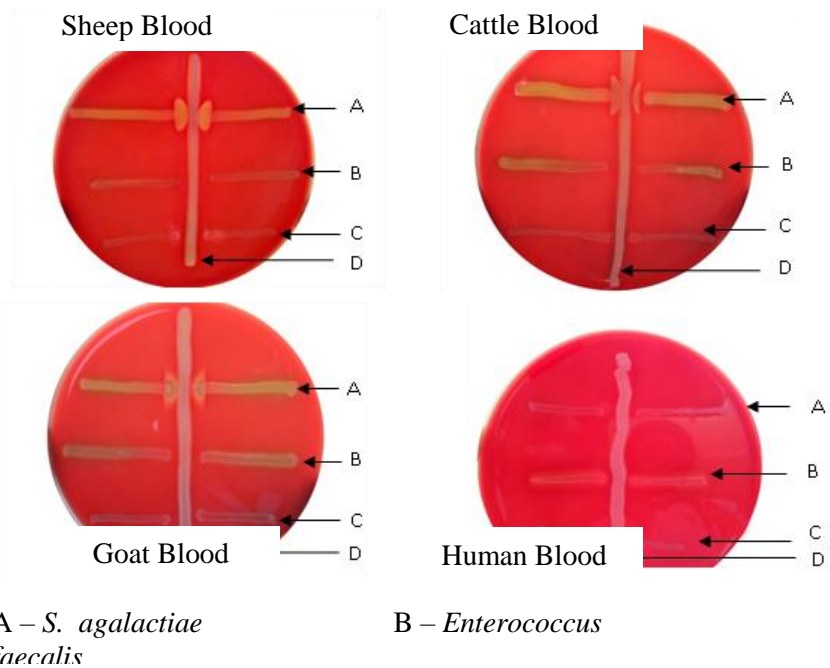 Sheep Blood
Cattle Blood
A
B
C
D
A
B
C
D
A
B
C
D
A
B
C
D
Goat Blood
Human Blood
A – S. agalactiae
B – Enterococcus
faecalis